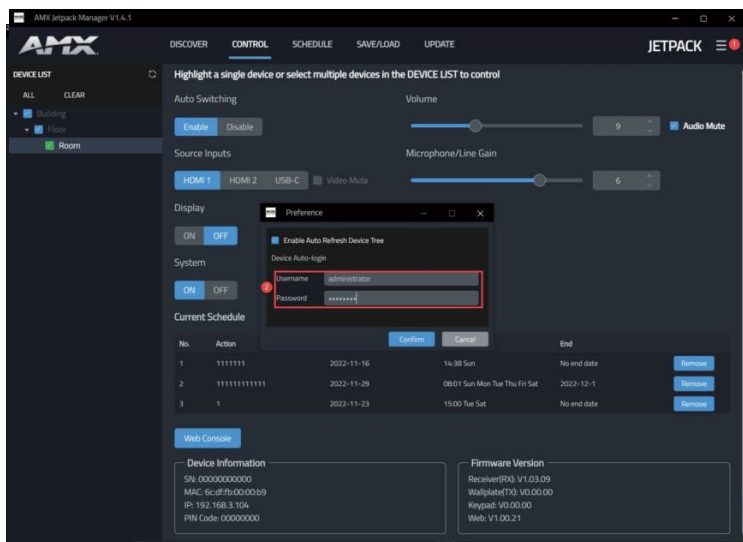 AMX Jetpack Manager V1.4.1
AMX
DISCOVER CONTROL SCHEDULE SAVE/LOAD UPDATE
JETPACK 1
DEVICE LIST
ALL CLEAR
Building
Floor
Room
Highlight a single device or select multiple devices in the DEVICE LIST to control
Auto Switching
Volume
Enable Disable
9
Audio Mute
Source Inputs
Microphone/Line Gain
HDMI 1 HDMI 2 USB-C Video Mute
6
Display
ON OFF
System
ON OFF
AMX Preference
Enable Auto Refresh Device Tree
Device Auto-login
2
Username administrator
Password ********
Confirm Cancel
Current Schedule
No. Action End
1 1111111 2022-11-16 14:38 Sun No end date Remove
2 111111111111 2022-11-29 08:01 Sun Mon Tue Thu Fri Sat 2022-12-1 Remove
3 1 2022-11-23 15:00 Tue Sat No end date Remove
Web Console
Device Information
SN: 00000000000
MAC: 6c:df:fb:00:00:b9
IP: 192.168.3.104
PIN Code: 00000000
Firmware Version
Receiver(RX): V1.03.09
Wallplate(TX): V0.00.00
Keypad: V0.00.00
Web: V1.00.21